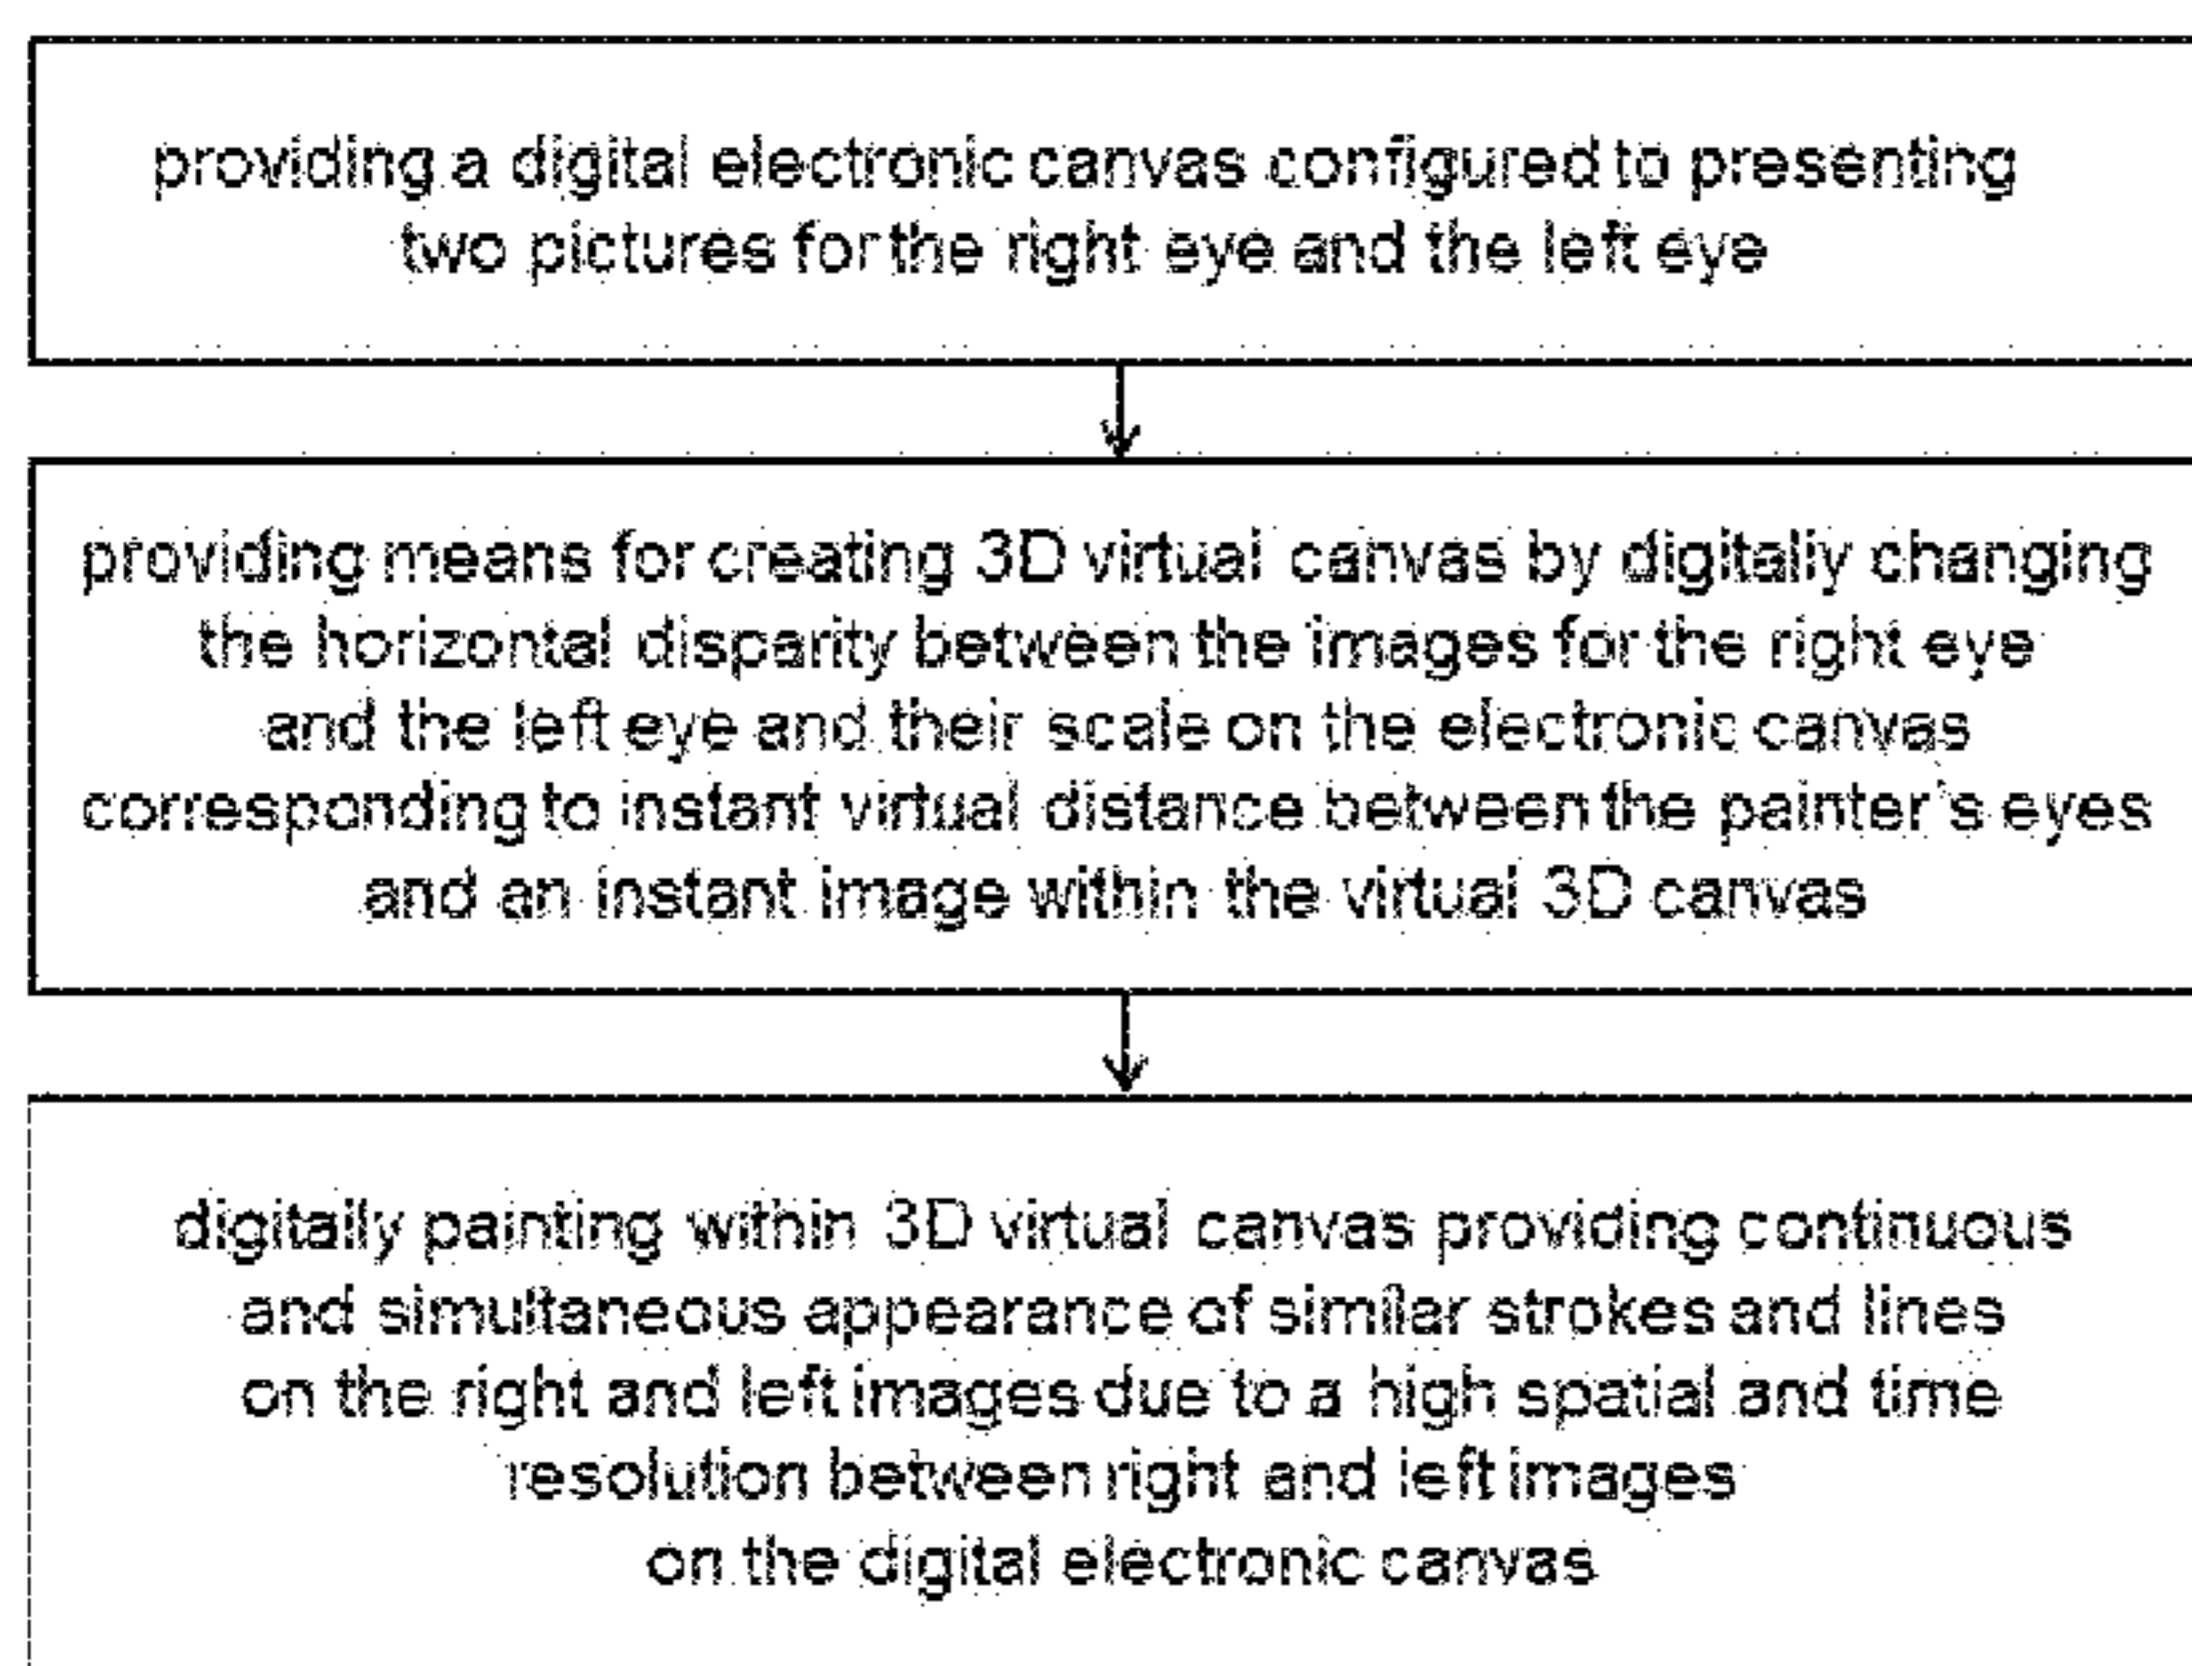 providing a digital electronic canvas configured to presenting
two pictures for the right eye and the left eye
providing means for creating 3D virtual canvas by digitally changing
the horizontal disparity between the images for the right eye
and the left eye and their scale on the electronic canvas
corresponding to instant virtual distance between the painter's eyes
and an instant image within the virtual 3D canvas
digitally painting within 3D virtual canvas providing continuous
and simultaneous appearance of similar strokes and lines
on the right and left images due to a high spatial and time
resolution between right and left images
on the digital electronic canvas